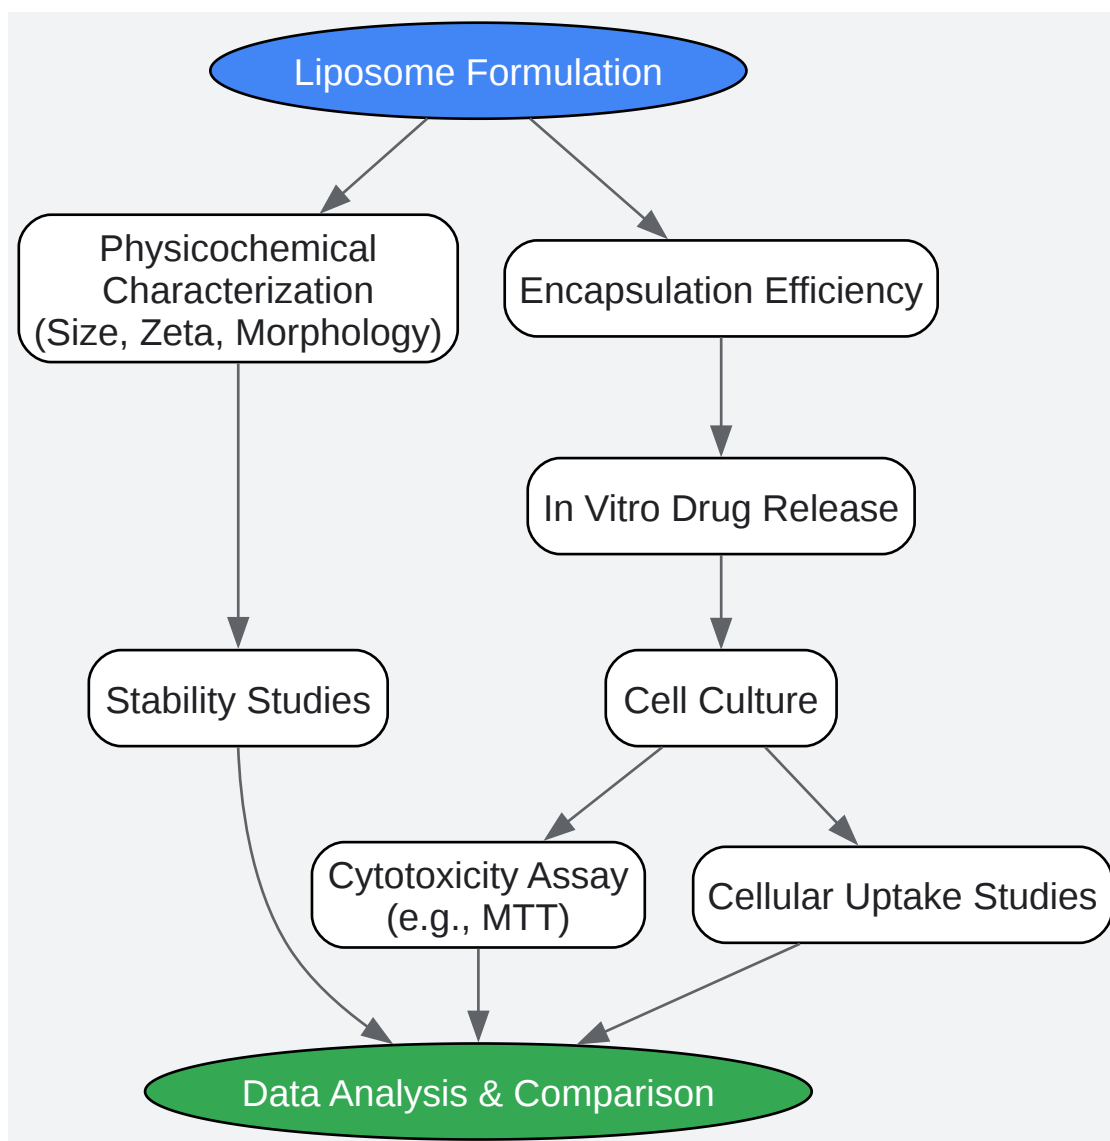 Liposome Formulation
Physicochemical
Characterization
(Size, Zeta, Morphology)
Encapsulation Efficiency
In Vitro Drug Release
Stability Studies
Cell Culture
Cytotoxicity Assay
(e.g., MTT)
Cellular Uptake Studies
Data Analysis & Comparison